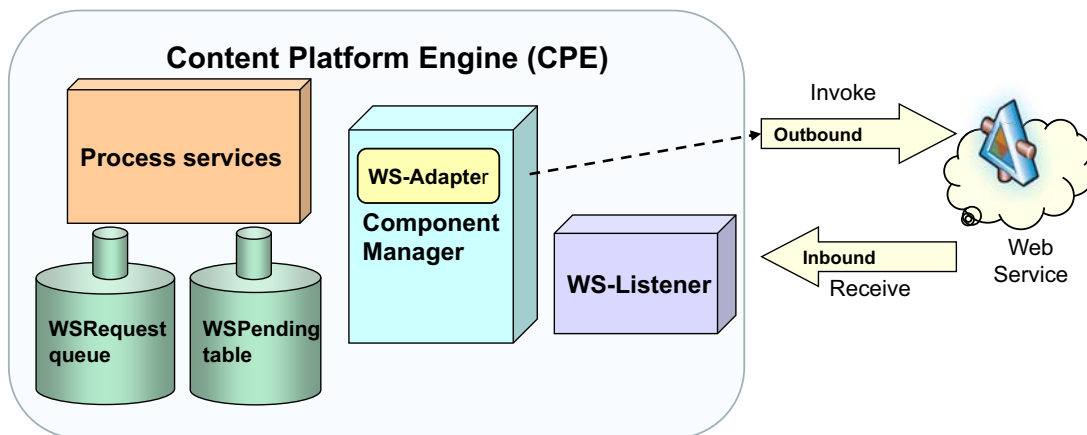 Content Platform Engine (CPE)
Process services
WS-Adapter
Component
Manager
WS-Listener
WSRequest
queue
WSPending
table
Invoke
Outbound
Inbound
Receive
Web
Service